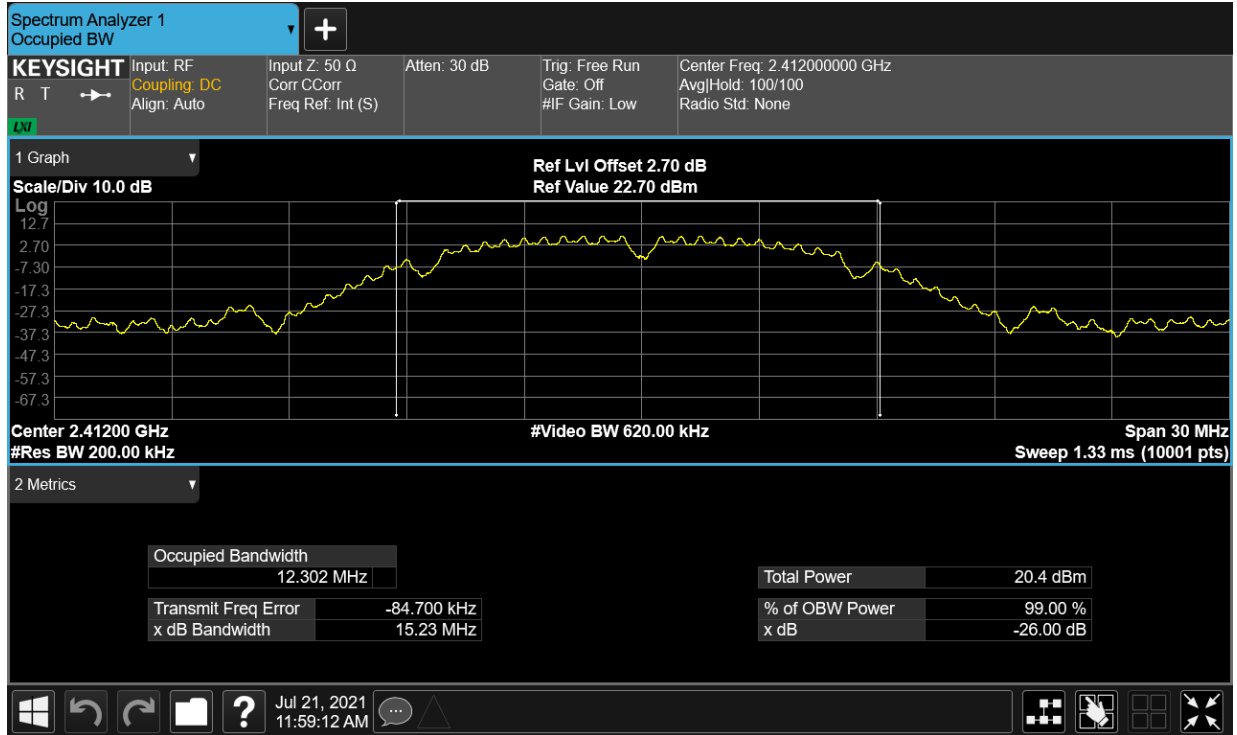 Spectrum Analyzer 1
Occupied BW
KEYSIGHT Input: RF Input Z: 50 Ω Atten: 30 dB Trig: Free Run Center Freq: 2.412000000 GHz
R T Coupling: DC Corr CCorr Gate: Off Avg|Hold: 100/100
Align: Auto Freq Ref: Int (S) #IF Gain: Low Radio Std: None
LXI
1 Graph
Ref Lvl Offset 2.70 dB
Scale/Div 10.0 dB Ref Value 22.70 dBm
Log
12.7
2.70
-7.30
-17.3
-27.3
-37.3
-47.3
-57.3
-67.3
Center 2.41200 GHz #Video BW 620.00 kHz Span 30 MHz
#Res BW 200.00 kHz Sweep 1.33 ms (10001 pts)
2 Metrics
Occupied Bandwidth
12.302 MHz Total Power 20.4 dBm
Transmit Freq Error -84.700 kHz % of OBW Power 99.00 %
x dB Bandwidth 15.23 MHz x dB -26.00 dB
? Jul 21, 2021
11:59:12 AM